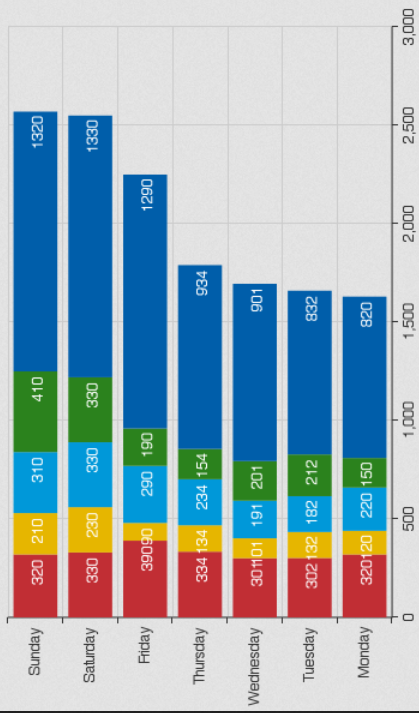 Sunday 320 210 310 410 1320
Saturday 330 230 330 330 1330
Friday 390 90 290 190 1290
Thursday 334 134 234 154 934
Wednesday 301 101 191 201 901
Tuesday 302 132 182 212 832
Monday 320 120 220 150 820
0 500 1,000 1,500 2,000 2,500 3,000